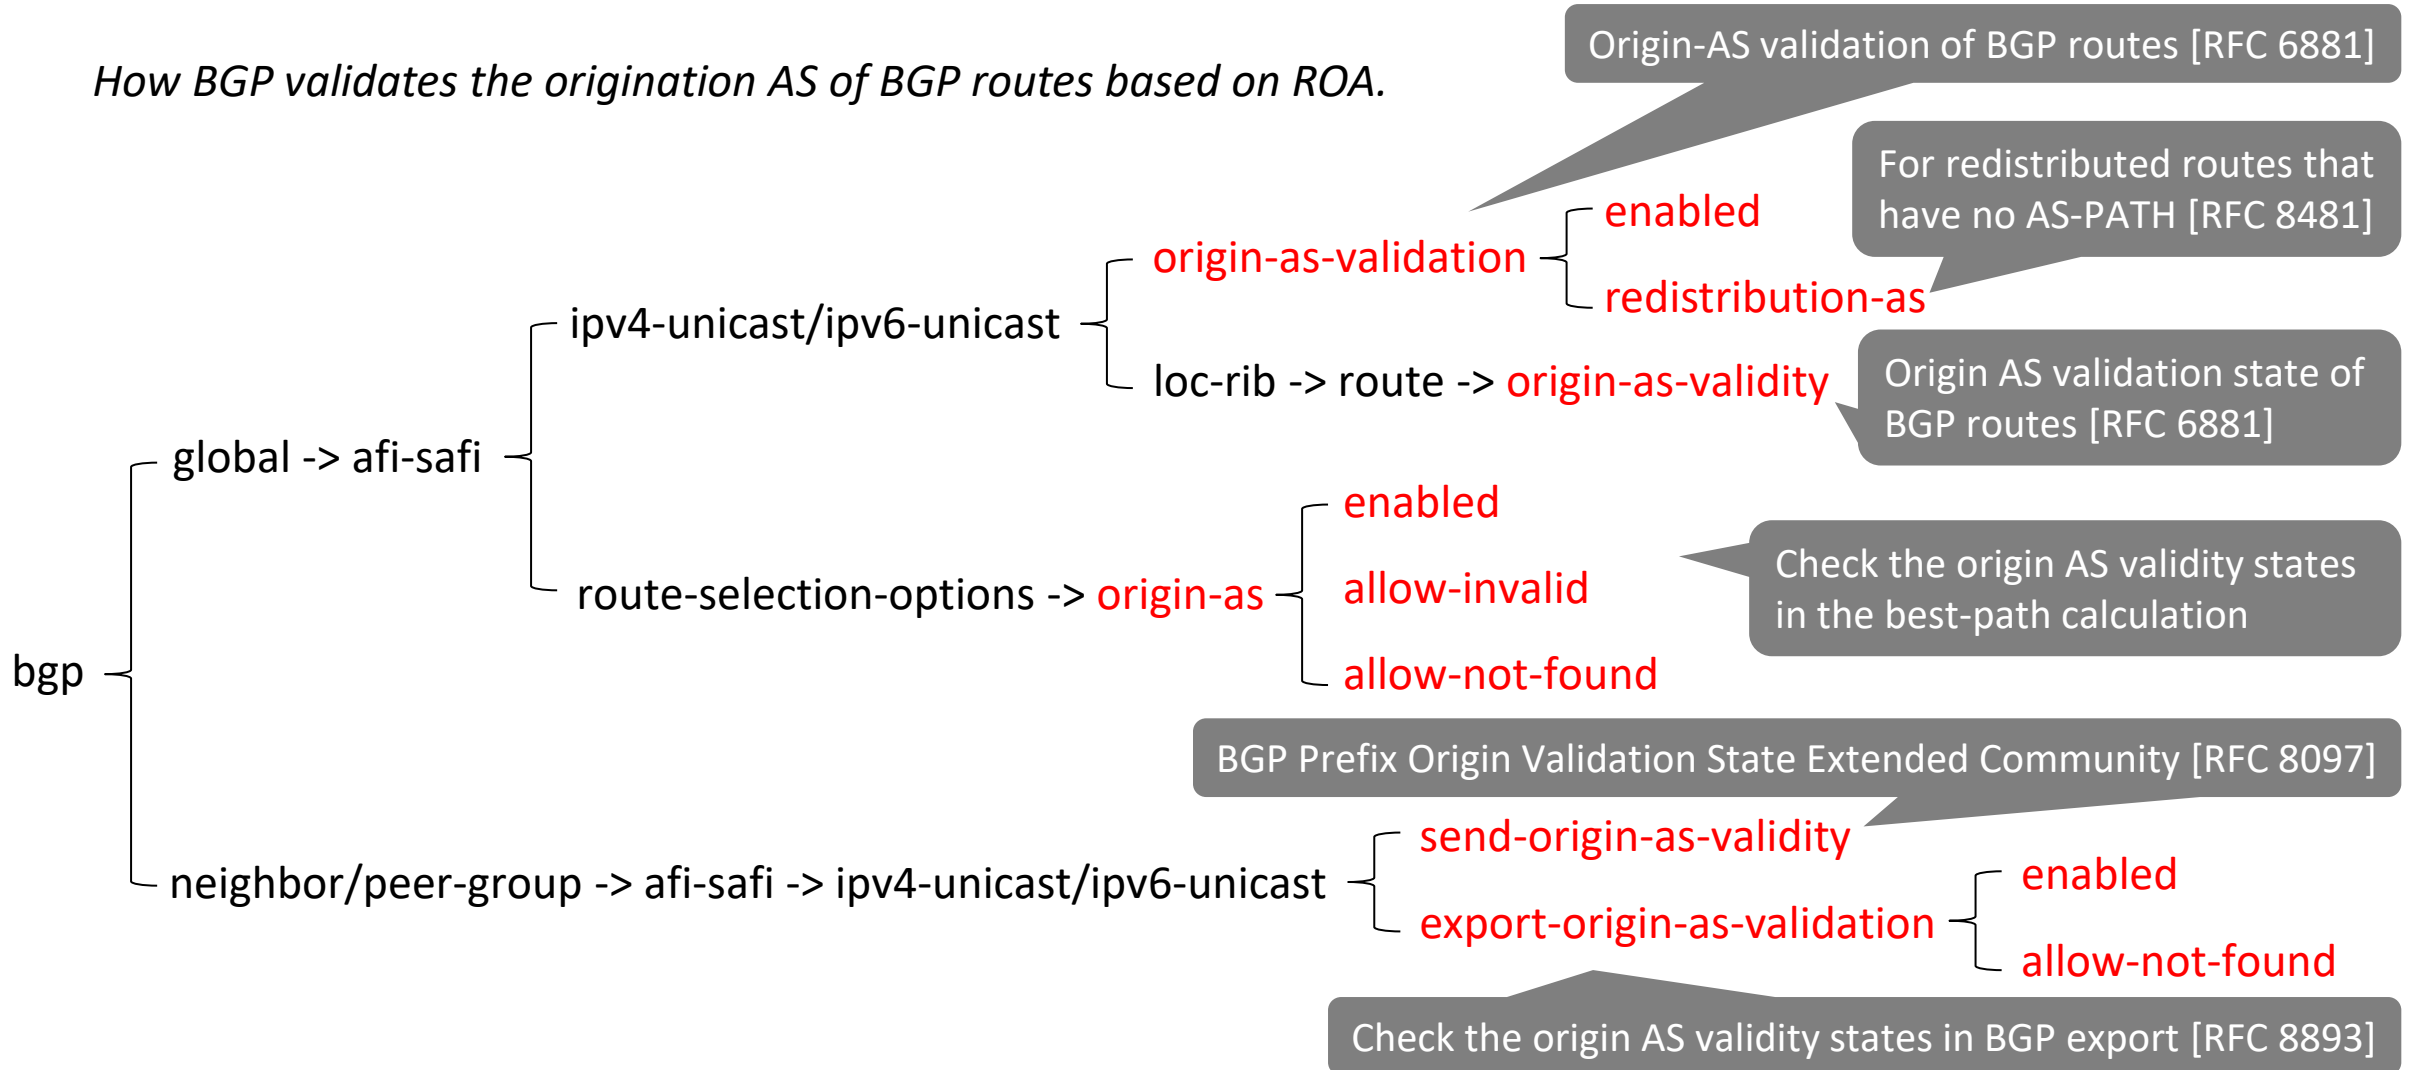 Origin-AS validation of BGP routes [RFC 6881]
How BGP validates the origination AS of BGP routes based on ROA.
For redistributed routes that
have no AS-PATH [RFC 8481]
enabled
origin-as-validation
redistribution-as
ipv4-unicast/ipv6-unicast
loc-rib -> route -> origin-as-validity
Origin AS validation state of
BGP routes [RFC 6881]
global -> afi-safi
enabled
route-selection-options -> origin-as
allow-invalid
allow-not-found
Check the origin AS validity states
in the best-path calculation
bgp
BGP Prefix Origin Validation State Extended Community [RFC 8097]
send-origin-as-validity
neighbor/peer-group -> afi-safi -> ipv4-unicast/ipv6-unicast
enabled
export-origin-as-validation
allow-not-found
Check the origin AS validity states in BGP export [RFC 8893]